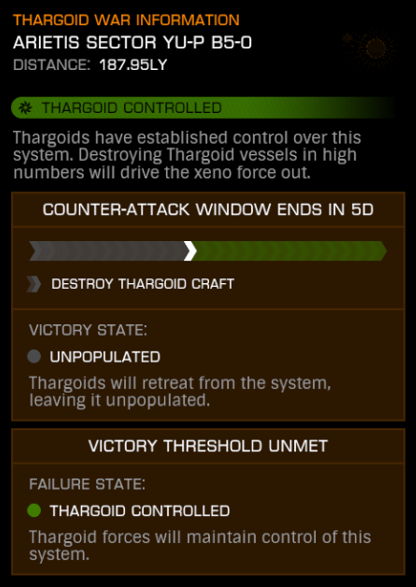 THARGOID WAR INFORMATION
ARIETIS SECTOR YU-P B5-0
DISTANCE: 187.95LY
THARGOID CONTROLLED
Thargoids have established control over this
system. Destroying Thargoid vessels in high
numbers will drive the xeno force out.
COUNTER-ATTACK WINDOW ENDS IN 5D
DESTROY THARGOID CRAFT
VICTORY STATE:
UNPOPULATED
Thargoids will retreat from the system,
leaving it unpopulated.
VICTORY THRESHOLD UNMET
FAILURE STATE:
THARGOID CONTROLLED
Thargoid forces will maintain control of this
system.